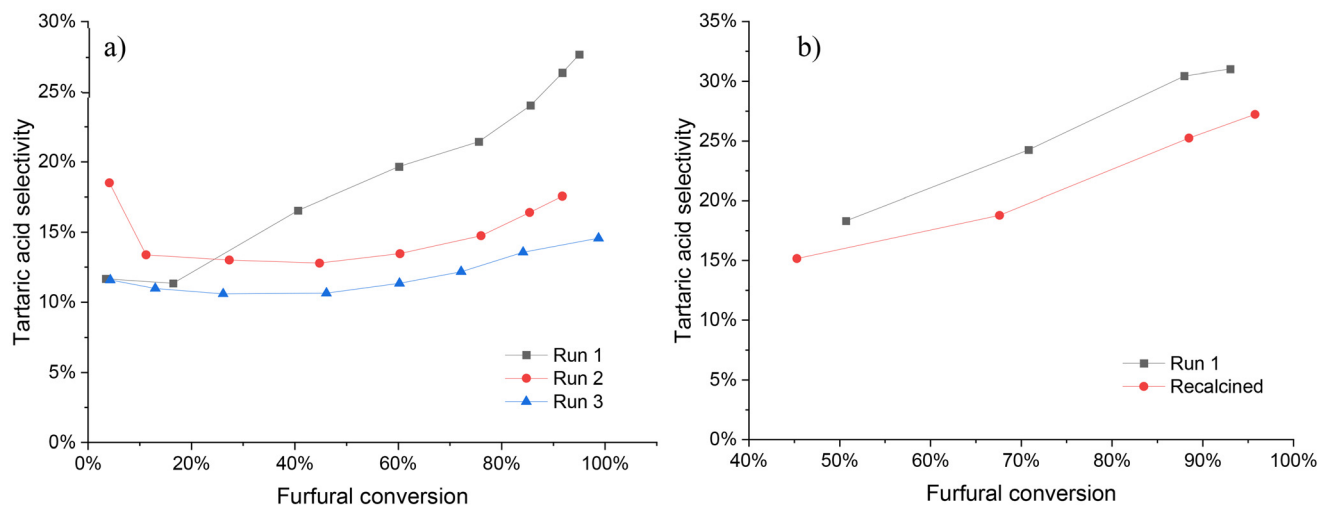 a)
30%
25%
20%
15%
10%
5%
0%
0%
20%
40%
60%
80%
100%
Tartaric acid selectivity
Furfural conversion
Run 1
Run 2
Run 3
b)
35%
30%
25%
20%
15%
10%
5%
0%
40%
50%
60%
70%
80%
90%
100%
Tartaric acid selectivity
Furfural conversion
Run 1
Recalcined